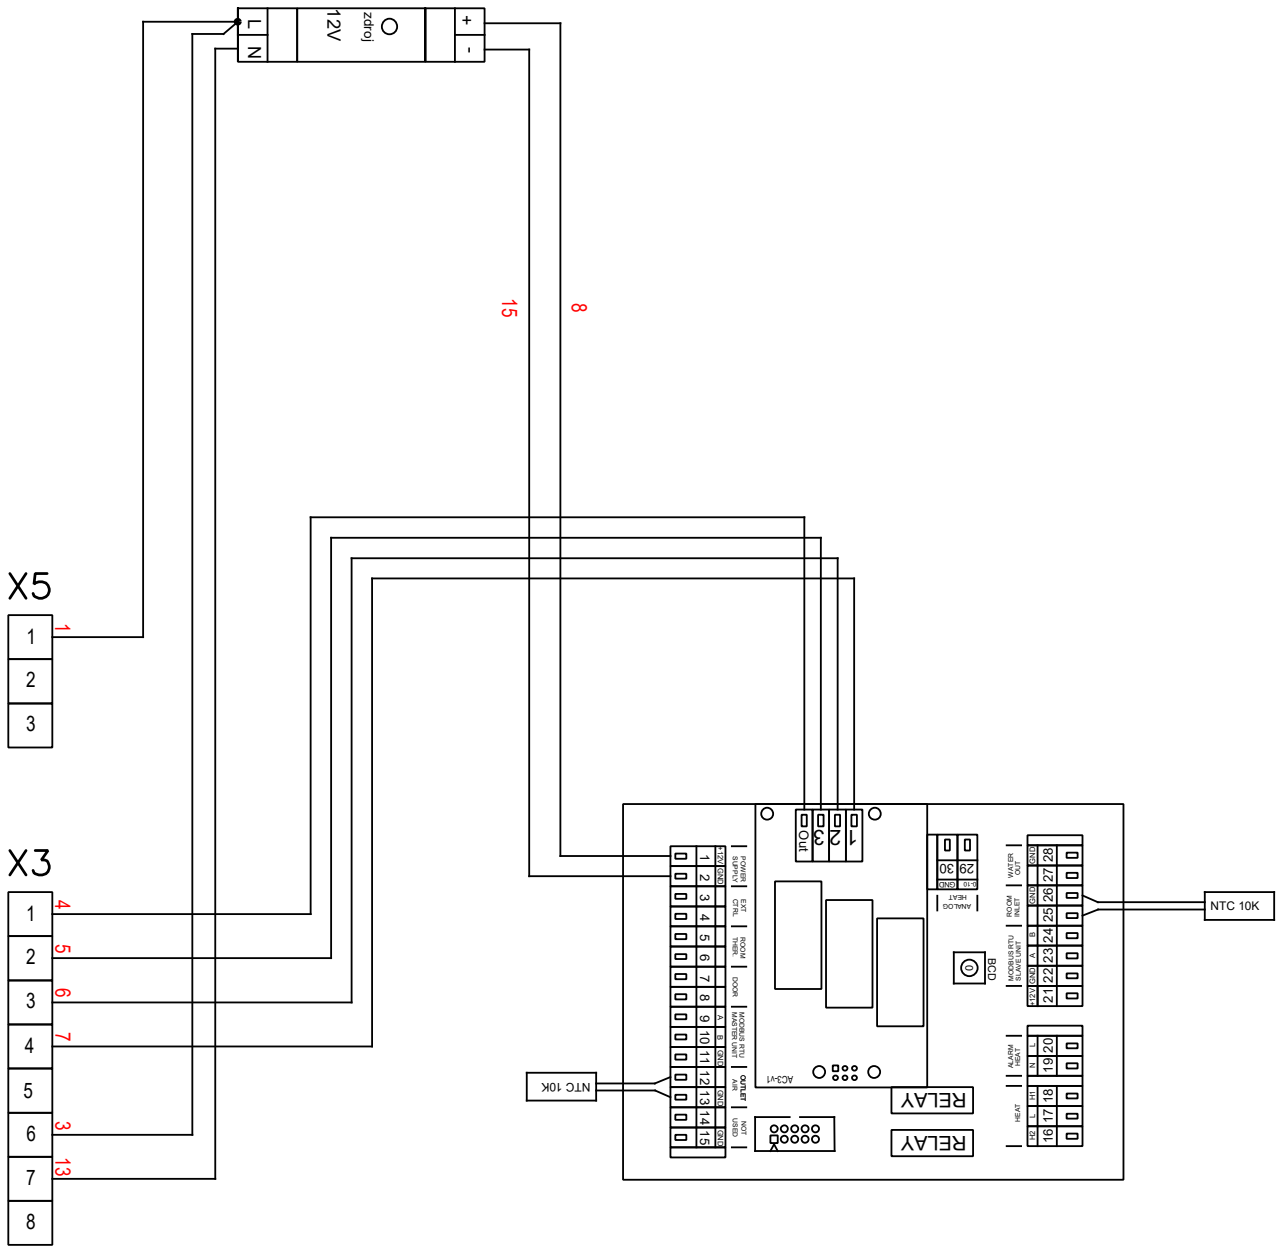 L
N
12V
zdroj
+
-
15
8
X5
1
1
2
3
X3
1
4
2
5
3
6
4
7
5
6
3
7
13
8
Out
3
2
1
1
+12V
POWER
SUPPLY
2
GND
3
EXT
CTRL
4
5
ROOM
THER.
6
7
DOOR
8
9
A
MODBUS RTU
MASTER UNIT
10
B
11
GND
12
OUTLET
AIR
13
GND
14
NOT
USED
15
GND
NTC 10K
AC3-v1
RELAY
RELAY
30
29
GND
0-10
ANALOG
HEAT
BCD
0
WATER
OUT
GND
28
27
ROOM
INLET
GND
26
25
MODBUS RTU
SLAVE UNIT
B
24
A
23
GND
22
+12V
21
ALARM
HEAT
L
20
N
19
HEAT
H1
18
L
17
H2
16
NTC 10K